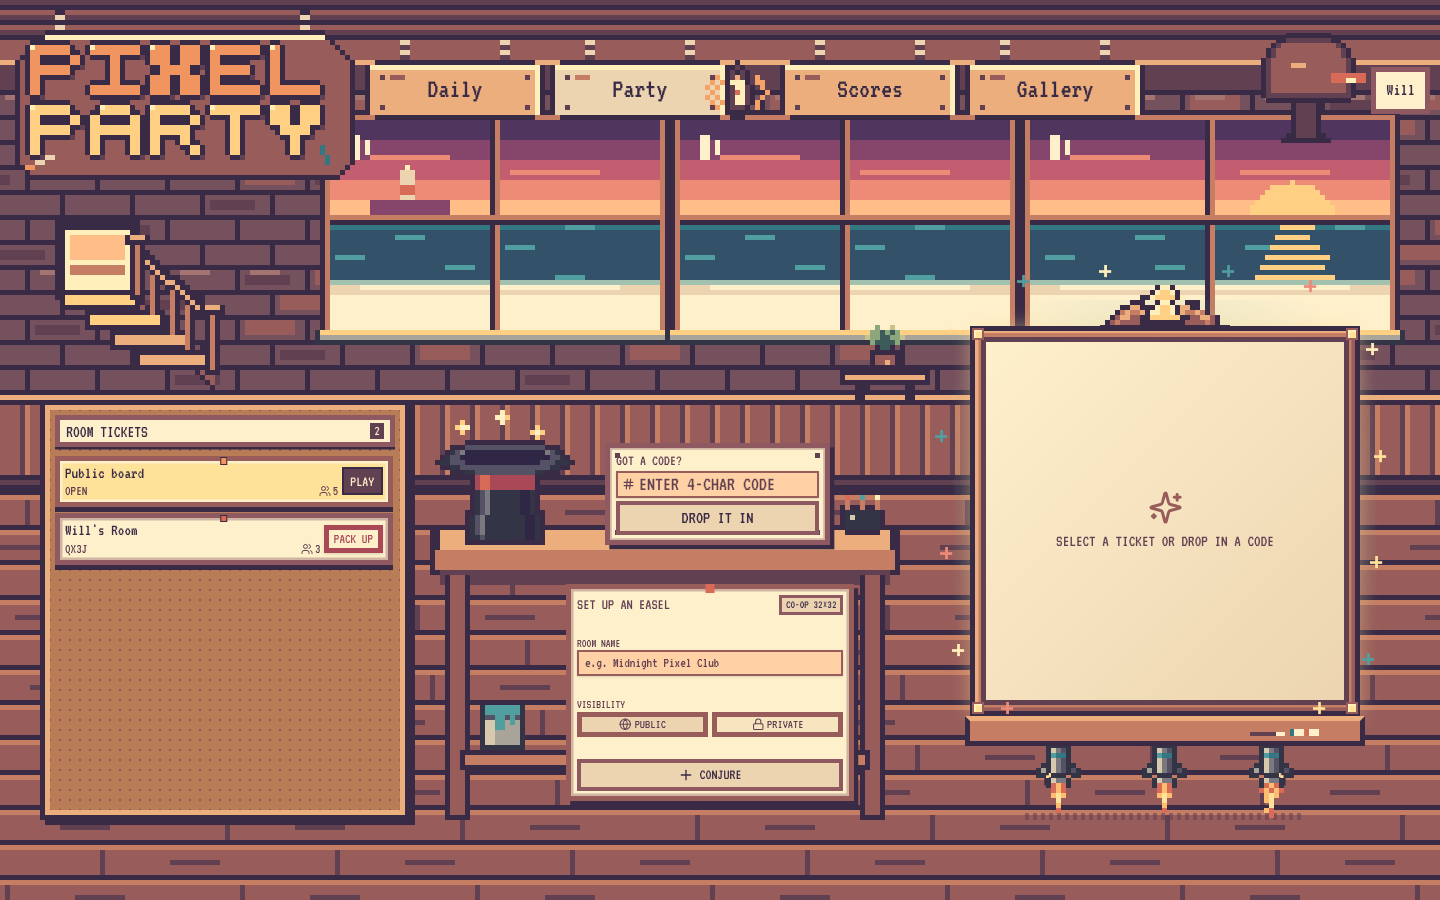 PIXEL
PARTY
Daily
Party
Scores
Gallery
Will
ROOM TICKETS
2
Public board
OPEN
5
PLAY
Will's Room
QX3J
3
PACK UP
GOT A CODE?
# ENTER 4-CHAR CODE
DROP IT IN
SET UP AN EASEL
CO-OP 32×32
ROOM NAME
e.g. Midnight Pixel Club
VISIBILITY
PUBLIC
PRIVATE
+ CONJURE
SELECT A TICKET OR DROP IN A CODE